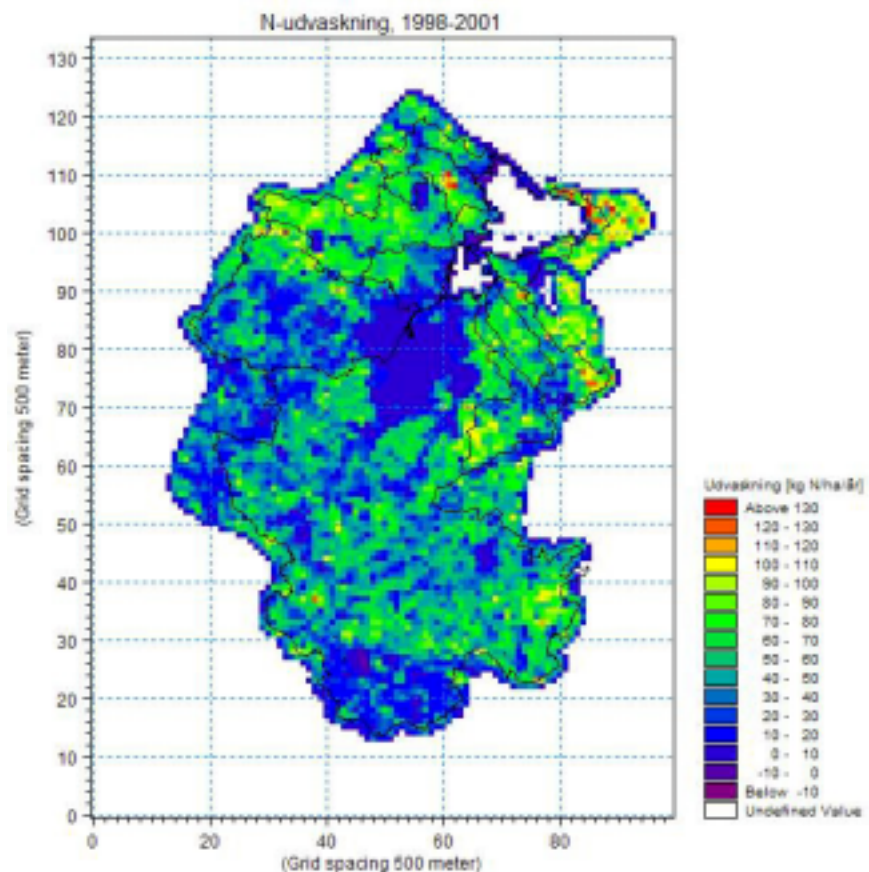 N-udvaskning, 1998-2001
130
120
110
100
90
80
70
60
50
40
30
20
10
0
(Grid spacing 500 meter)
0 20 40 60 80
(Grid spacing 500 meter)
Udvaskning [kg N/ha/år]
Above 130
120 - 130
110 - 120
100 - 110
90 - 100
80 - 90
70 - 80
60 - 70
50 - 60
40 - 50
30 - 40
20 - 30
10 - 20
0 - 10
-10 - 0
Below -10
Undefined Value